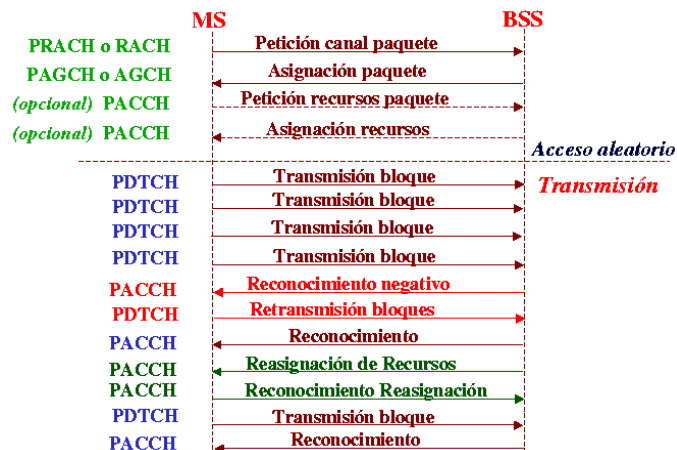 MS BSS
PRACH o RACH Petición canal paquete
PAGCH o AGCH Asignación paquete
(opcional) PACCH Petición recursos paquete
(opcional) PACCH Asignación recursos
Acceso aleatorio
PDTCH Transmisión bloque Transmisión
PDTCH Transmisión bloque
PDTCH Transmisión bloque
PDTCH Transmisión bloque
PACCH Reconocimiento negativo
PDTCH Retransmisión bloques
PACCH Reconocimiento
PACCH Reasignación de Recursos
PACCH Reconocimiento Reasignación
PDTCH Transmisión bloque
PACCH Reconocimiento